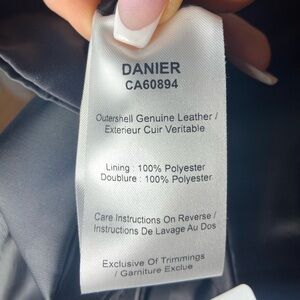 DANIER
CA60894
Outershell Genuine Leather /
Exterieur Cuir Veritable
Lining : 100% Polyester
Doublure : 100% Polyester
Care Instructions On Reverse /
Instructions De Lavage Au Dos
Exclusive Of Trimmings
/ Garniture Exclue